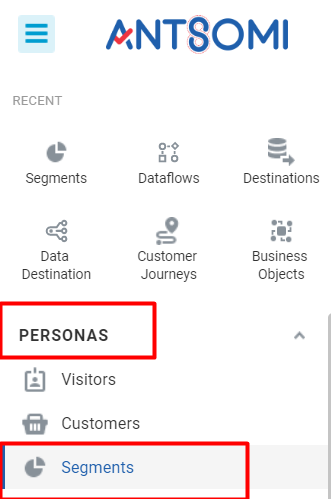 ANTSOMI
RECENT
Segments
Dataflows
Destinations
Data
Destination
Customer
Journeys
Business
Objects
PERSONAS
Visitors
Customers
Segments